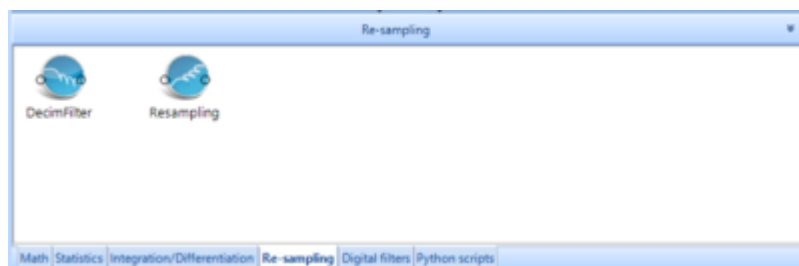 Re-sampling
DecimFilter Resampling
Math Statistics Integration/Differentiation Re-sampling Digital filters Python scripts